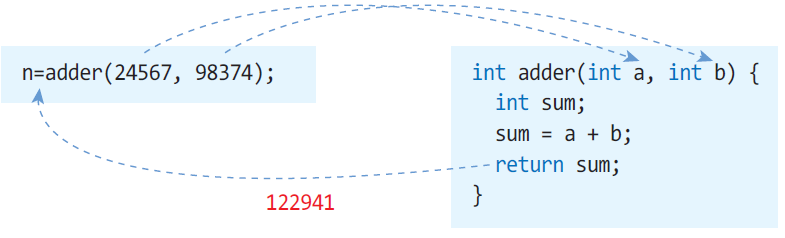 n=adder(24567, 98374);
int adder(int a, int b) {
int sum;
sum = a + b;
return sum;
}
122941